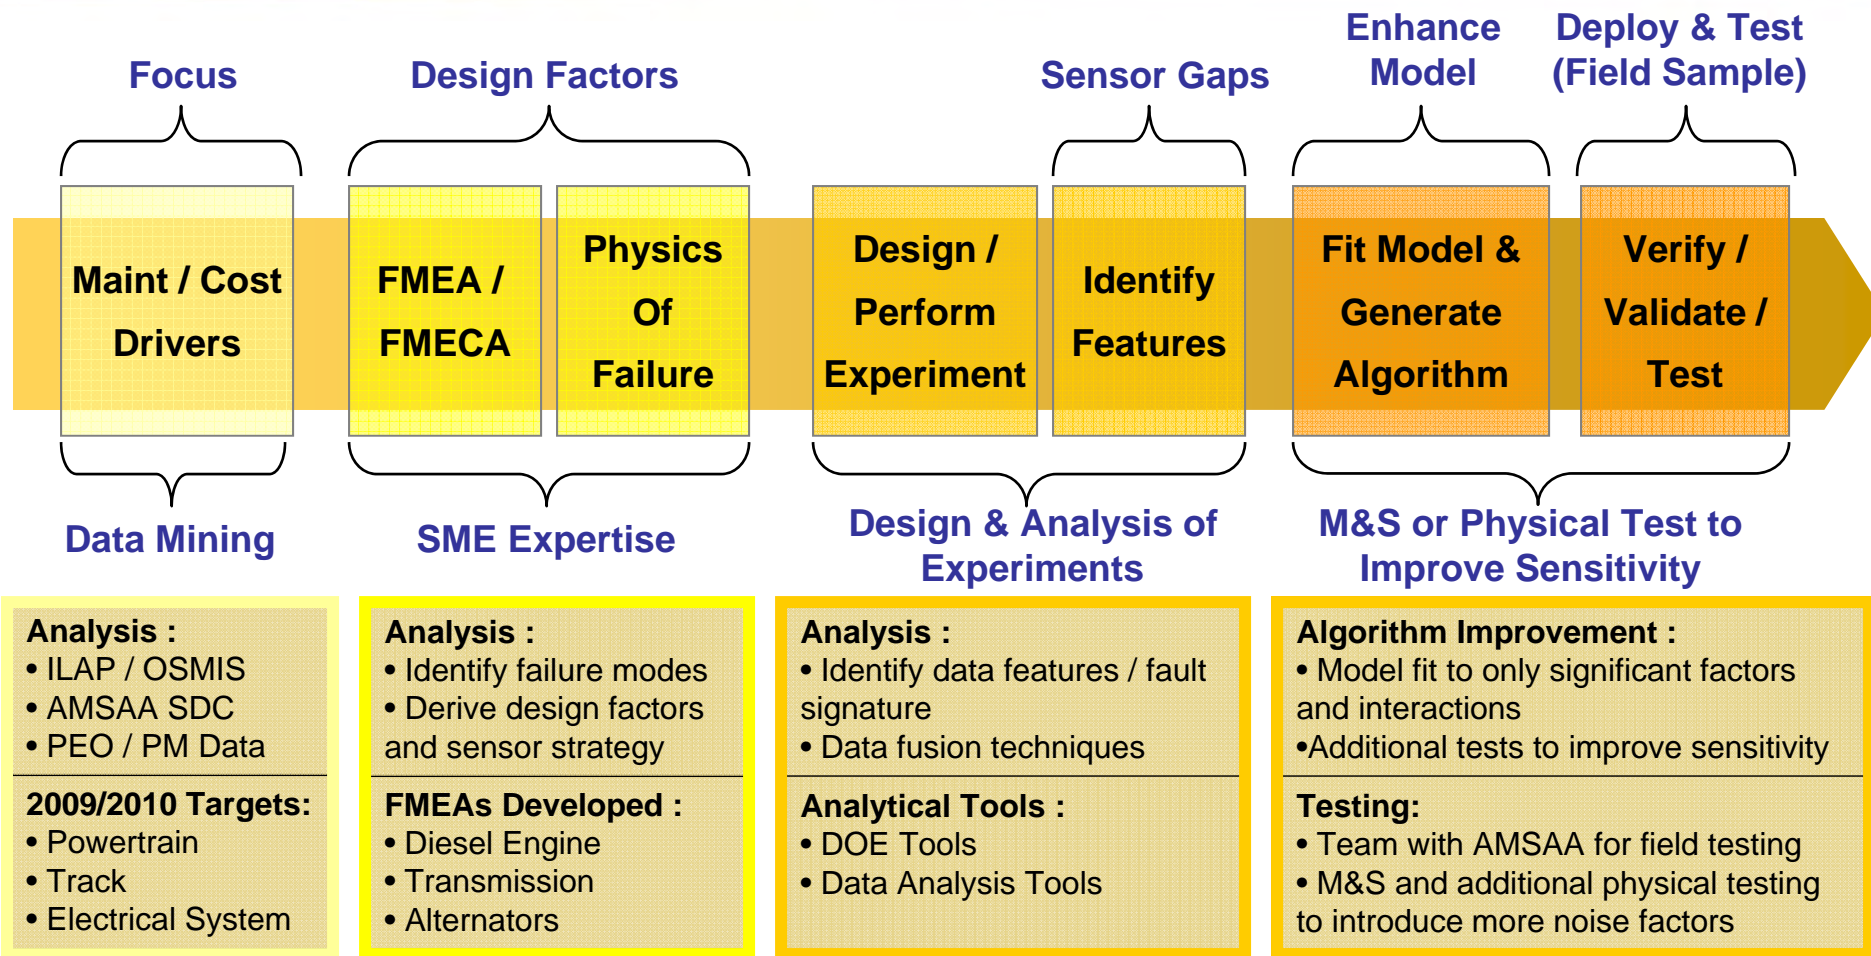 Focus
Design Factors
Sensor Gaps
Enhance
Model
Deploy & Test
(Field Sample)
Maint / Cost
Drivers
FMEA /
FMECA
Physics
Of
Failure
Design /
Perform
Experiment
Identify
Features
Fit Model &
Generate
Algorithm
Verify /
Validate /
Test
Data Mining
SME Expertise
Design & Analysis of
Experiments
M&S or Physical Test to
Improve Sensitivity
Analysis :
• ILAP / OSMIS
• AMSAA SDC
• PEO / PM Data
2009/2010 Targets:
• Powertrain
• Track
• Electrical System
Analysis :
• Identify failure modes
• Derive design factors
and sensor strategy
FMEAs Developed :
• Diesel Engine
• Transmission
• Alternators
Analysis :
• Identify data features / fault
signature
• Data fusion techniques
Analytical Tools :
• DOE Tools
• Data Analysis Tools
Algorithm Improvement :
• Model fit to only significant factors
and interactions
•Additional tests to improve sensitivity
Testing:
• Team with AMSAA for field testing
• M&S and additional physical testing
to introduce more noise factors